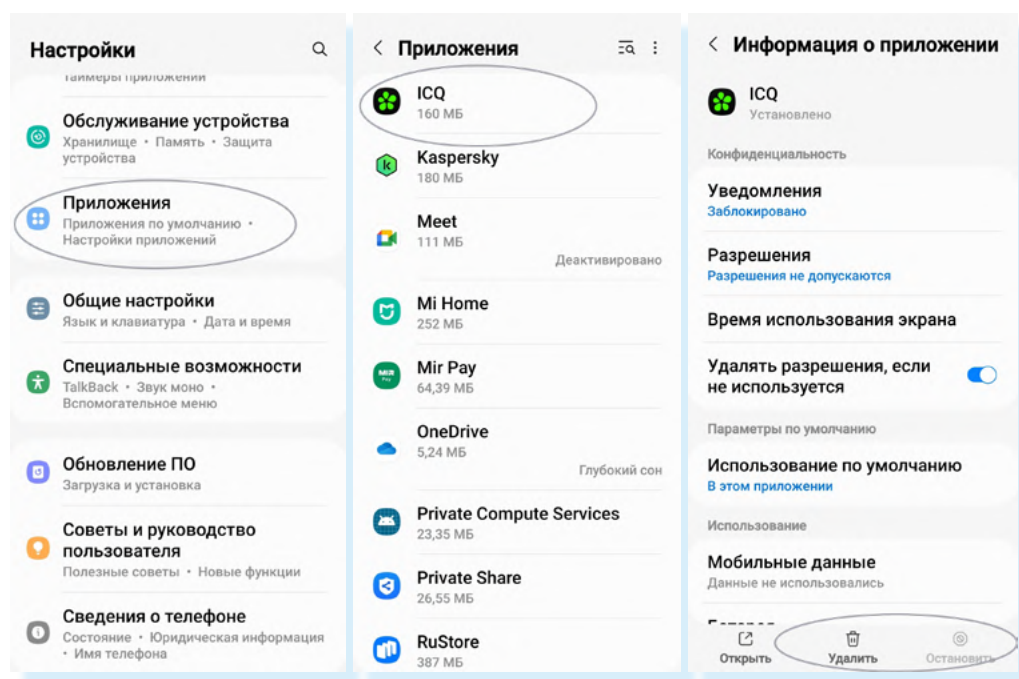 Настройки
таймеры приложений
Обслуживание устройства
Хранилище • Память • Защита
устройства
Приложения
Приложения по умолчанию •
Настройки приложений
Общие настройки
Язык и клавиатура • Дата и время
Специальные возможности
TalkBack • Звук моно •
Вспомогательное меню
Обновление ПО
Загрузка и установка
Советы и руководство
пользователя
Полезные советы • Новые функции
Сведения о телефоне
Состояние • Юридическая информация
• Имя телефона
Приложения
ICQ
160 МБ
Kaspersky
180 МБ
Meet
111 МБ
Деактивировано
Mi Home
252 МБ
MIR
Pay
Mir Pay
64,39 МБ
OneDrive
5,24 МБ
Глубокий сон
Private Compute Services
23,35 МБ
Private Share
26,55 МБ
RuStore
387 МБ
Информация о приложении
ICQ
Установлено
Конфиденциальность
Уведомления
Заблокировано
Разрешения
Разрешения не допускаются
Время использования экрана
Удалять разрешения, если
не используется
Параметры по умолчанию
Использование по умолчанию
В этом приложении
Использование
Мобильные данные
Данные не использовались
Открыть
Удалить
Остановить